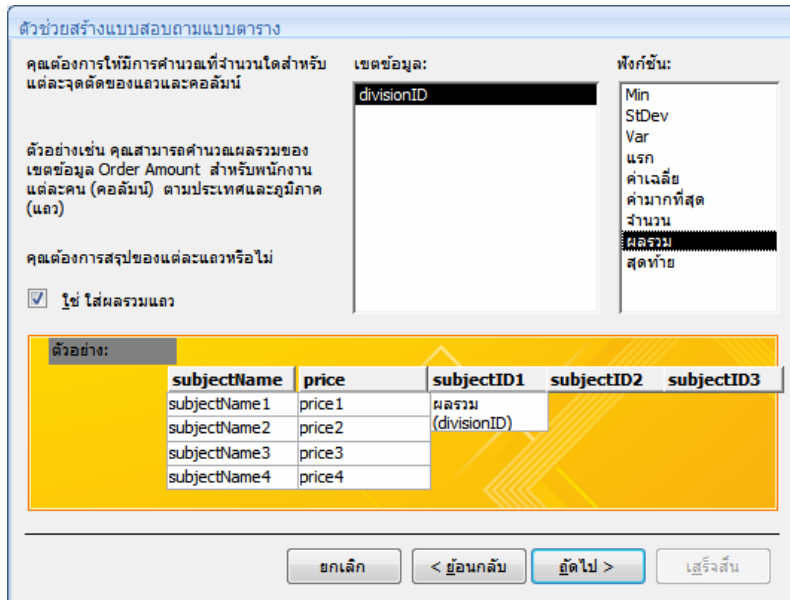 ตัวช่วยสร้างแบบสอบถามแบบตาราง
คุณต้องการให้มีการคำนวณที่จำนวนใดสำหรับ
แต่ละจุดตัดของแถวและคอลัมน์
ตัวอย่างเช่น คุณสามารถคำนวณผลรวมของ
เขตข้อมูล Order Amount สำหรับพนักงาน
แต่ละคน (คอลัมน์) ตามประเทศและภูมิภาค
(แถว)
คุณต้องการสรุปของแต่ละแถวหรือไม่
ใช่ ใส่ผลรวมแถว
เขตข้อมูล:
divisionID
ฟังก์ชัน:
Min
StDev
Var
แรก
ค่าเฉลี่ย
ค่ามากที่สุด
จำนวน
ผลรวม
สุดท้าย
ตัวอย่าง:
subjectName price subjectID1 subjectID2 subjectID3
subjectName1 price1 ผลรวม
subjectName2 price2 (divisionID)
subjectName3 price3
subjectName4 price4
ยกเลิก < ย้อนกลับ ถัดไป > เสร็จสิ้น